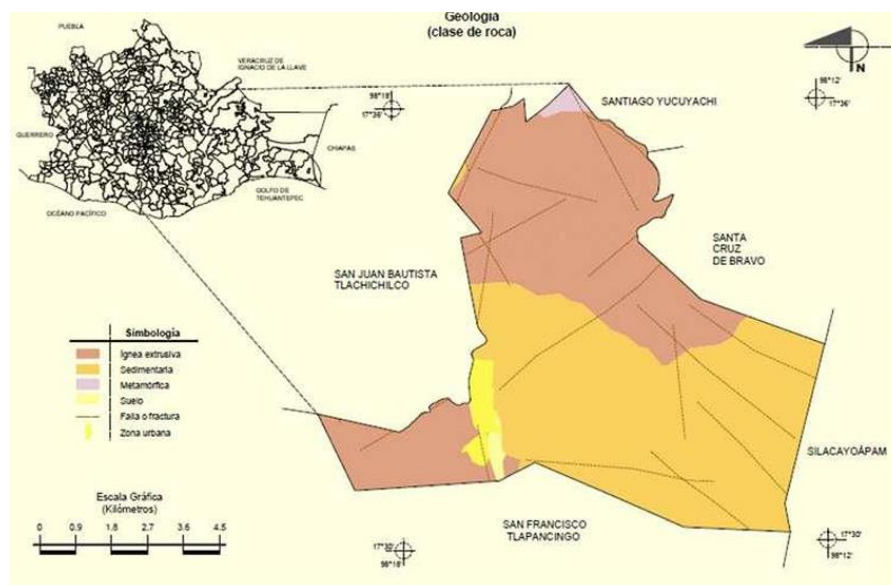 Geología
(clase de roca)
PUEBLA
VERACRUZ DE
IGNACIO DE LA LLAVE
GUERRERO
CHIAPAS
GOLFO DE
TEHUANTEPEC
OCÉANO PACÍFICO
98°18'
17°36'
98°12'
17°36'
N
SANTIAGO YUCUYACHI
SANTA
CRUZ
DE BRAVO
SAN JUAN BAUTISTA
TLACHICHILCO
Simbología
Ígnea extrusiva
Sedimentaria
Metamórfica
Suelo
Falla o fractura
Zona urbana
SILACAYOÁPAM
Escala Gráfica
(Kilómetros)
0 0.9 1.8 2.7 3.6 4.5
SAN FRANCISCO
TLAPANCINGO
17°30'
98°18'
17°30'
98°12'